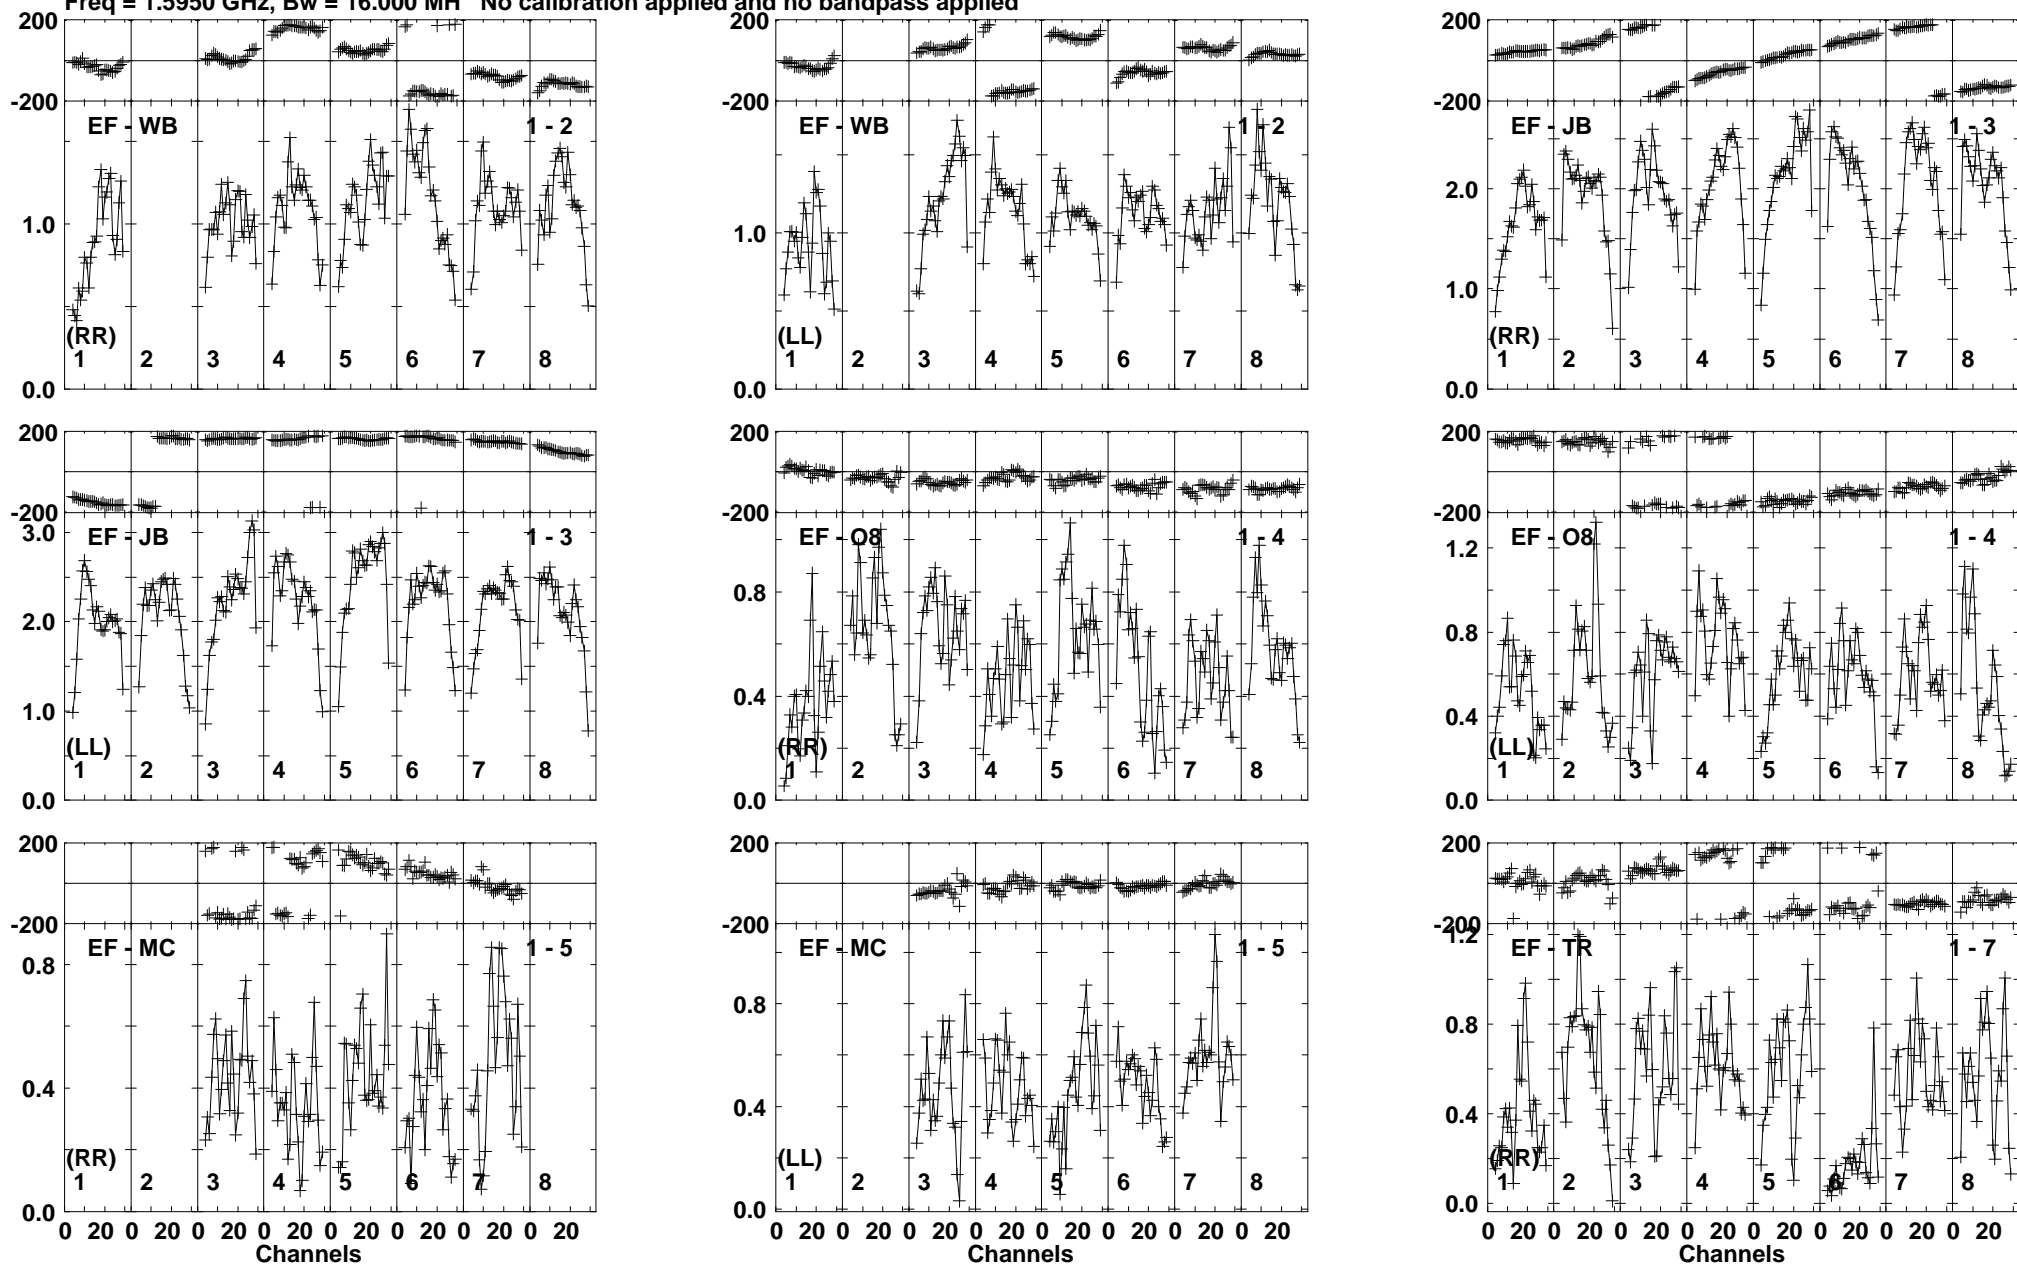 Freq = 1.5950 GHz, Bw = 16.000 MH No calibration applied and no bandpass applied
200
-200
EF - WB 1 - 2
1.0
(RR)
1 2 3 4 5 6 7 8
0.0
EF - WB 1 - 2
1.0
(LL)
1 2 3 4 5 6 7 8
0.0
200
-200
EF - JB 1 - 3
2.0
1.0
(RR)
1 2 3 4 5 6 7 8
0.0
200
-200
3.0
EF - JB 1 - 3
2.0
1.0
(LL)
1 2 3 4 5 6 7 8
0.0
200
-200
EF - O8 1 - 4
0.8
0.4
(RR)
1 2 3 4 5 6 7 8
0.0
200
-200
EF - O8 1 - 4
1.2
0.8
0.4
(LL)
1 2 3 4 5 6 7 8
0.0
200
-200
EF - MC 1 - 5
0.8
0.4
(RR)
1 2 3 4 5 6 7 8
0.0
0 20 0 20 0 20 0 20 0 20 0 20 0 20 0 20
Channels
200
-200
EF - MC 1 - 5
0.8
0.4
(LL)
1 2 3 4 5 6 7 8
0.0
0 20 0 20 0 20 0 20 0 20 0 20 0 20 0 20
Channels
200
-200
1.2
EF - TR 1 - 7
0.8
0.4
(RR)
1 2 3 4 5 6 7 8
0.0
0 20 0 20 0 20 0 20 0 20 0 20 0 20 0 20
Channels